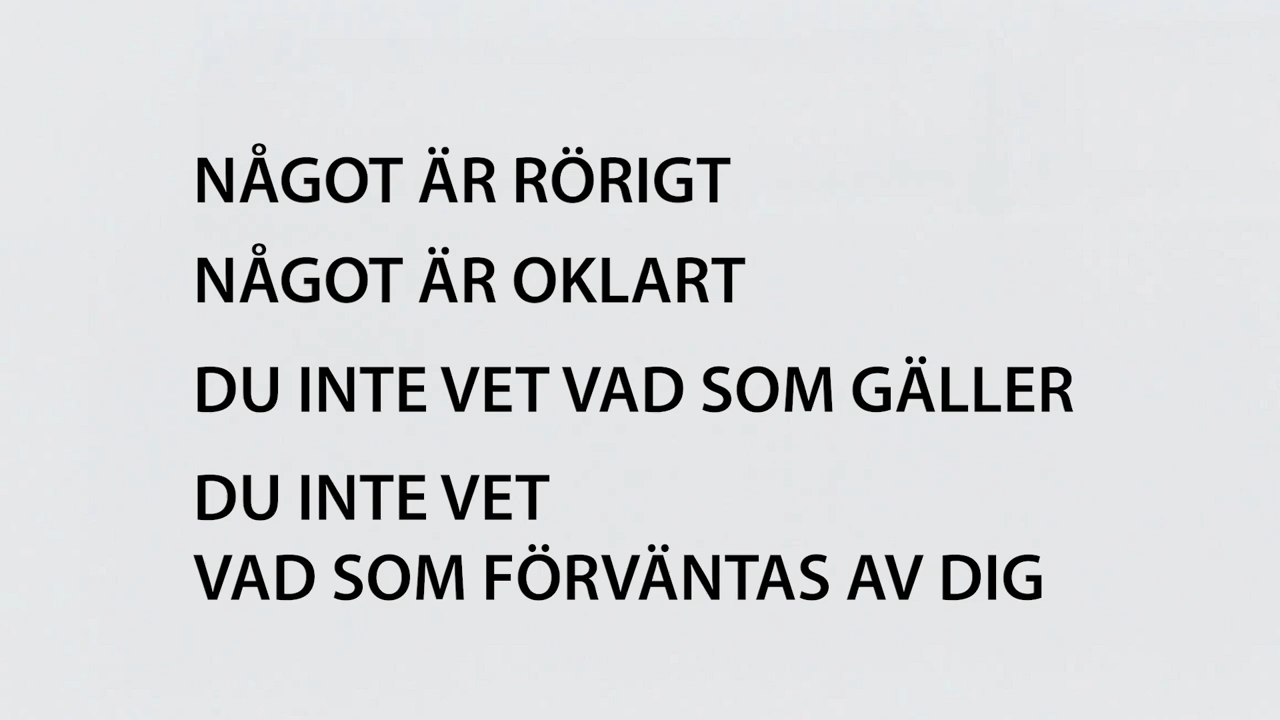 NÅGOT ÄR RÖRIGT
NÅGOT ÄR OKLART
DU INTE VET VAD SOM GÄLLER
DU INTE VET
VAD SOM FÖRVÄNTAS AV DIG